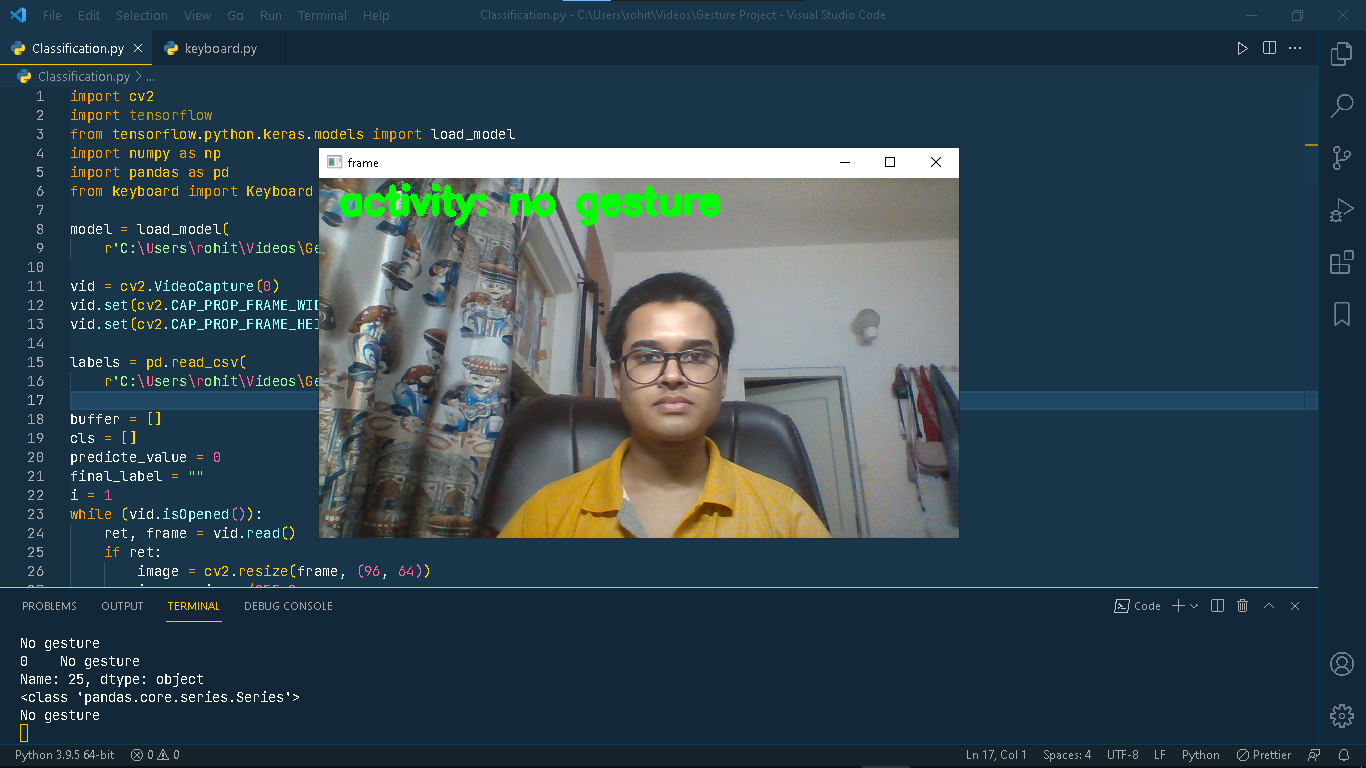 File Edit Selection View Go Run Terminal Help Classification.py - C:\Users\rohit\Videos\Gesture Project - Visual Studio Code
Classification.py keyboard.py
Classification.py > ...
1 import cv2
2 import tensorflow
3 from tensorflow.python.keras.models import load_model
4 import numpy as np
5 import pandas as pd
6 from keyboard import Keyboard
7
8 model = load_model(
9 r'C:\Users\rohit\Videos\Ge
10
11 vid = cv2.VideoCapture(0)
12 vid.set(cv2.CAP_PROP_FRAME_WID
13 vid.set(cv2.CAP_PROP_FRAME_HEI
14
15 labels = pd.read_csv(
16 r'C:\Users\rohit\Videos\Ge
17
18 buffer = []
19 cls = []
20 predicte_value = 0
21 final_label = ""
22 i = 1
23 while (vid.isOpened()):
24 ret, frame = vid.read()
25 if ret:
26 image = cv2.resize(frame, (96, 64))
frame
activity: no gesture
PROBLEMS OUTPUT TERMINAL DEBUG CONSOLE Code
No gesture
0 No gesture
Name: 25, dtype: object
<class 'pandas.core.series.Series'>
No gesture
Python 3.9.5 64-bit 0 0 Ln 17, Col 1 Spaces: 4 UTF-8 LF Python Prettier